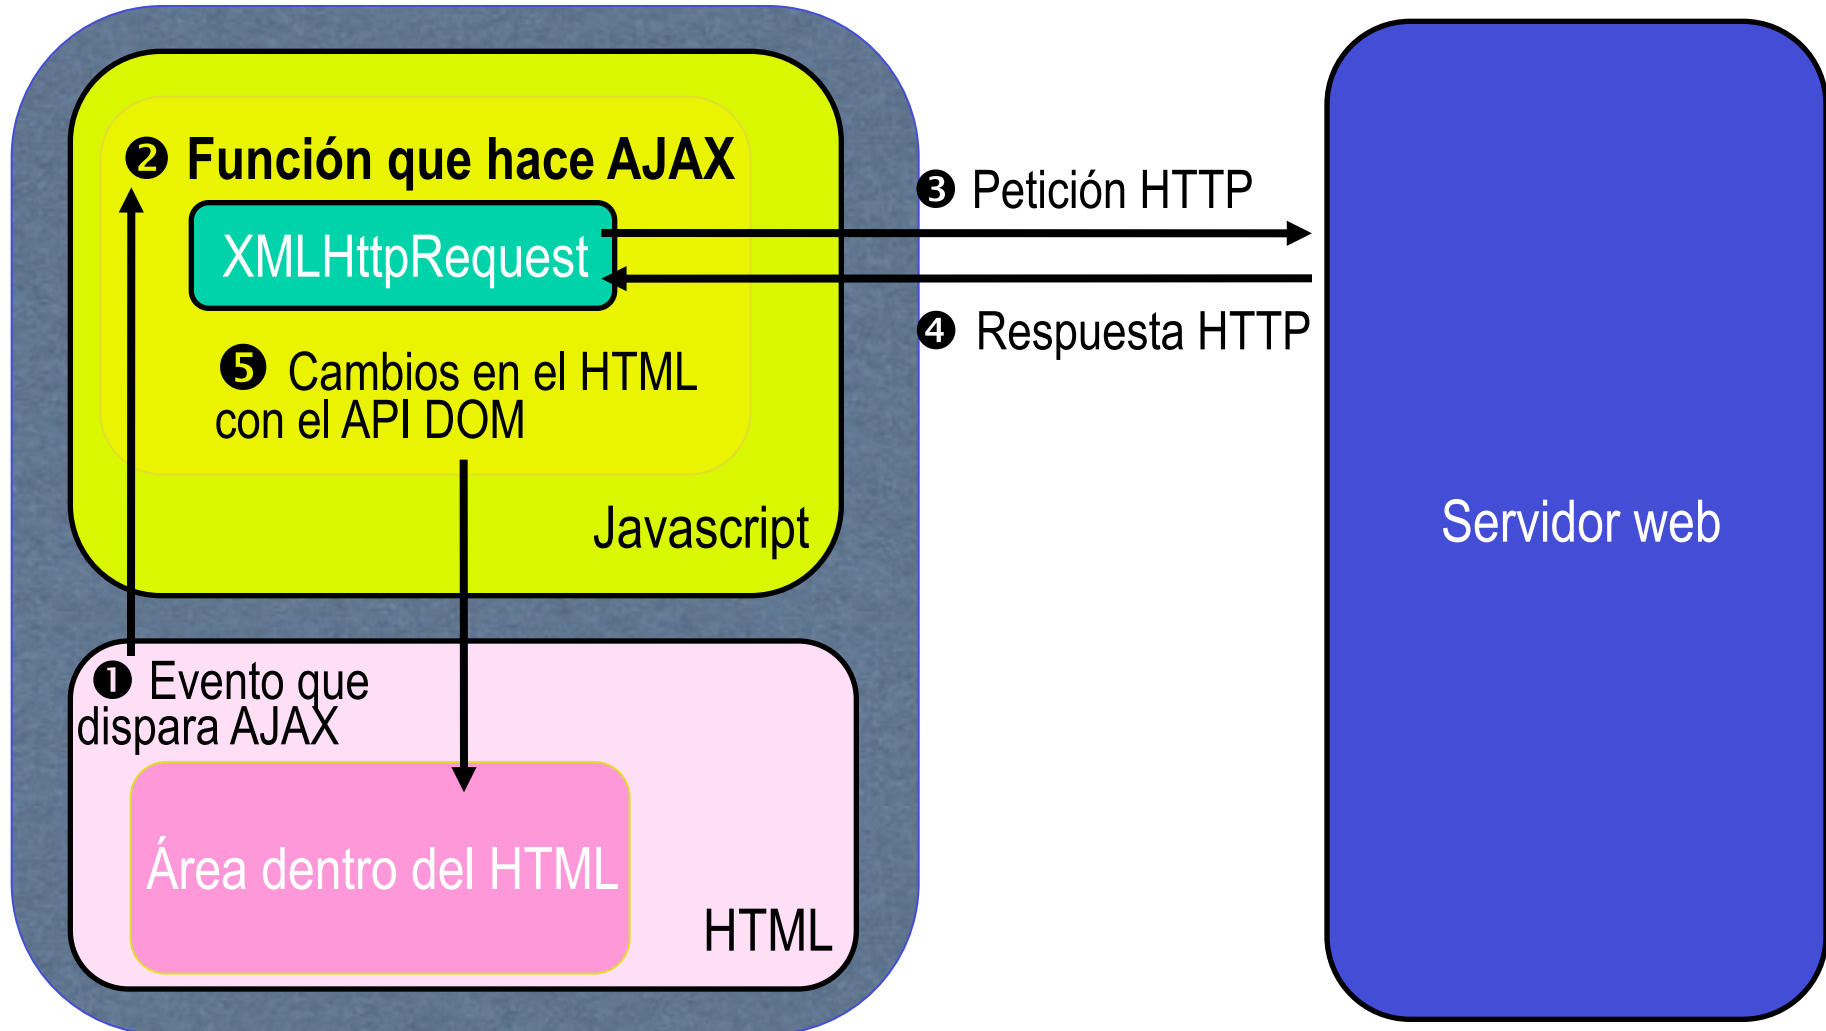 ❷ Función que hace AJAX
XMLHttpRequest
❺ Cambios en el HTML
con el API DOM
Javascript
❸ Petición HTTP
❹ Respuesta HTTP
Servidor web
❶ Evento que
dispara AJAX
Área dentro del HTML
HTML